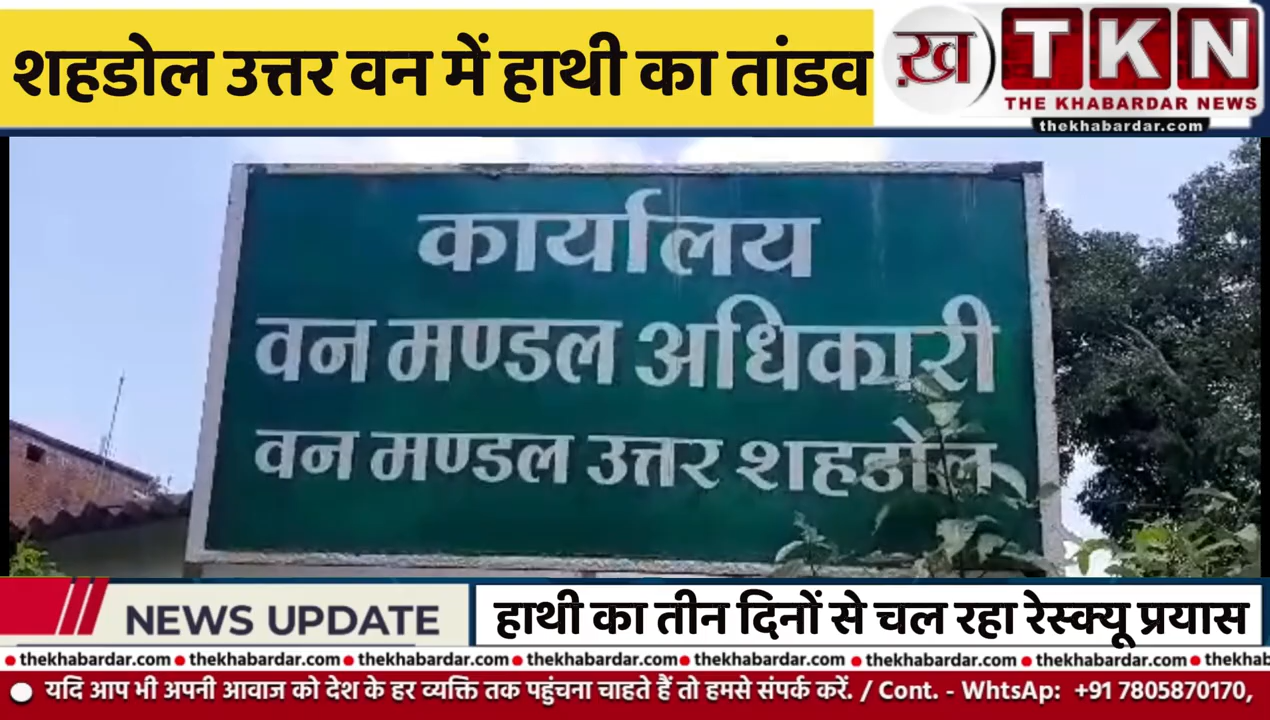 शहडोल उत्तर वन में हाथी का तांडव
ख़ TKN
THE KHABARDAR NEWS
thekhabardar.com
कार्यालय
वन मण्डल अधिकारी
वन मण्डल उत्तर शहडोल
NEWS UPDATE
हाथी का तीन दिनों से चल रहा रेस्क्यू प्रयास
thekhabardar.com thekhabardar.com thekhabardar.com thekhabardar.com thekhabardar.com thekhabardar.com thekhabardar.com thekhab
यदि आप भी अपनी आवाज को देश के हर व्यक्ति तक पहुंचना चाहते हैं तो हमसे संपर्क करें. / Cont. - WhtsAp: +91 7805870170,